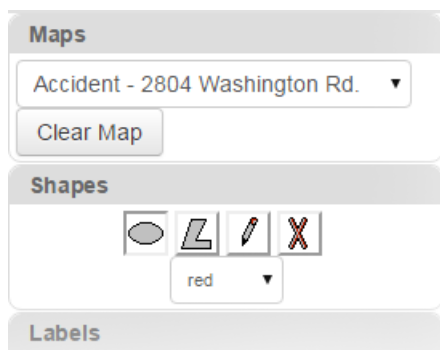 Maps
Accident - 2804 Washington Rd.
Clear Map
Shapes
red
Labels